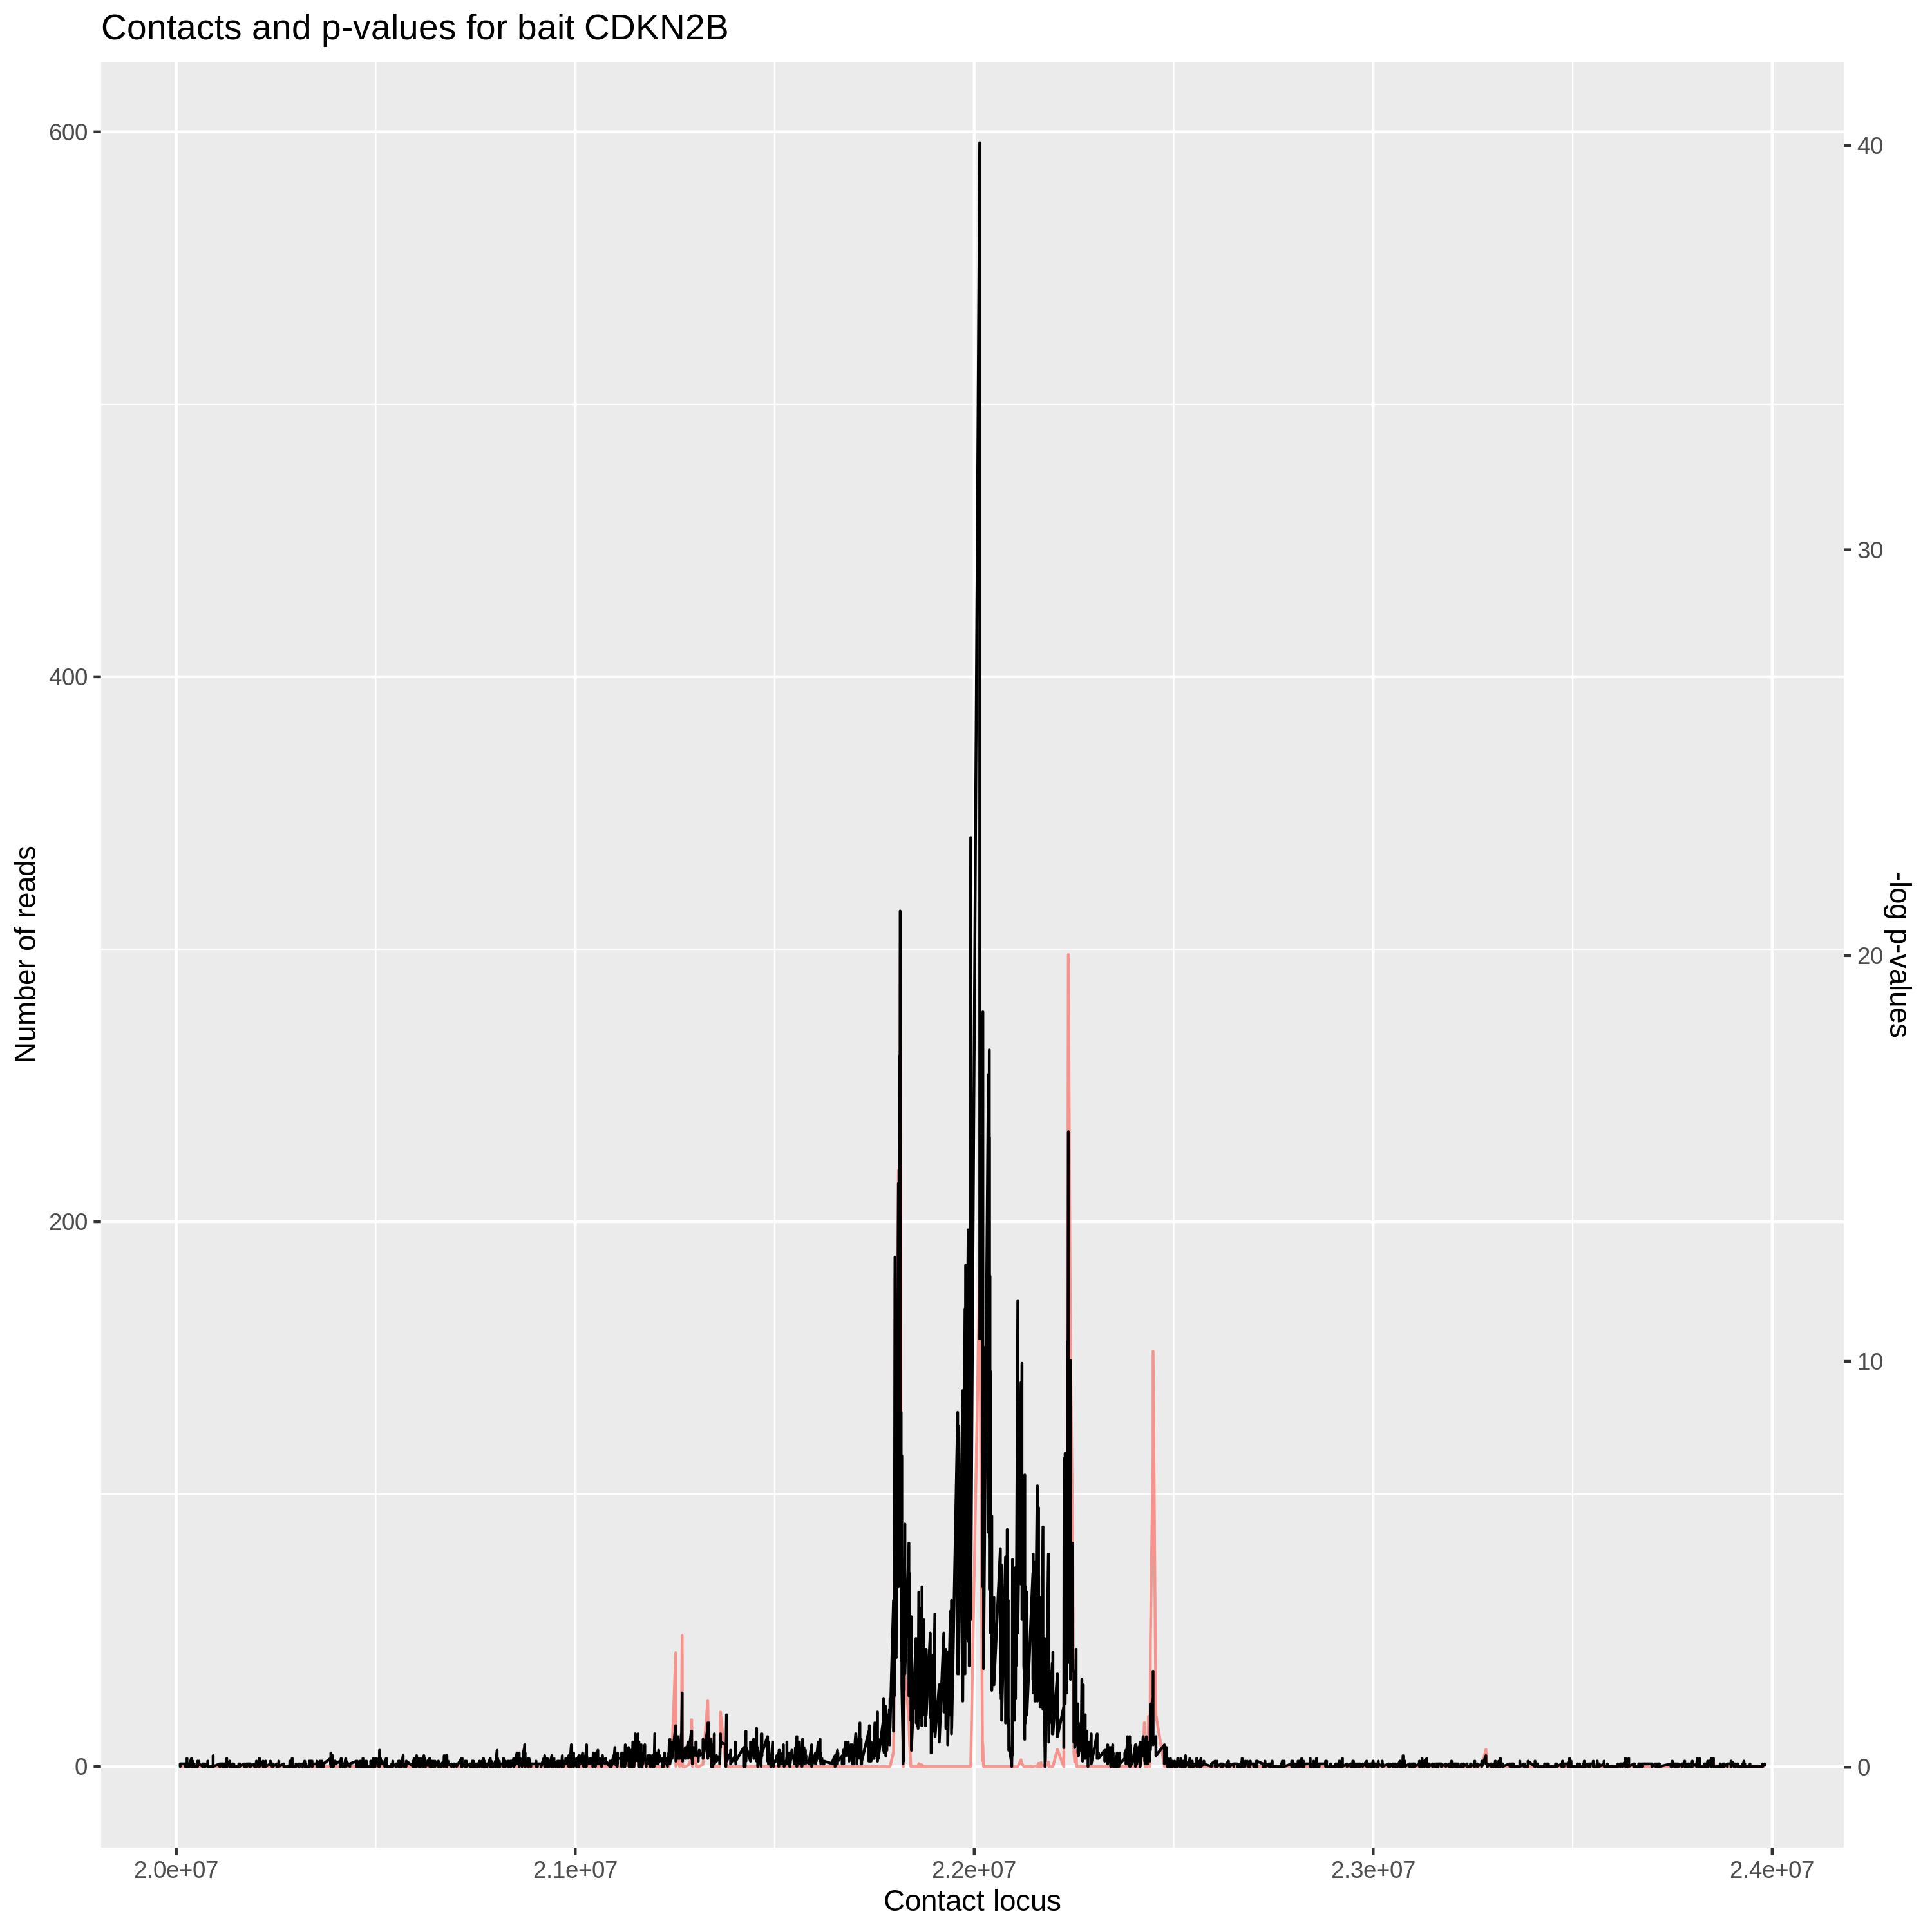 Contacts and p-values for bait CDKN2B
600
400
200
0
Number of reads
40
30
20
10
0
-log p-values
2.0e+07
2.1e+07
2.2e+07
2.3e+07
2.4e+07
Contact locus